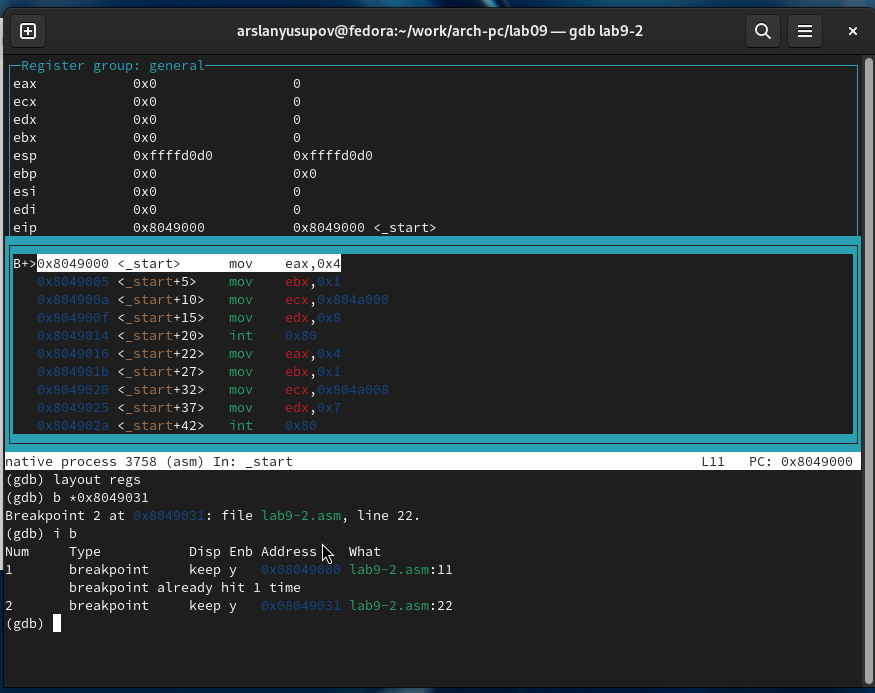 arslanyusupov@fedora:~/work/arch-pc/lab09 — gdb lab9-2
Register group: general
eax 0x0 0
ecx 0x0 0
edx 0x0 0
ebx 0x0 0
esp 0xffffd0d0 0xffffd0d0
ebp 0x0 0x0
esi 0x0 0
edi 0x0 0
eip 0x8049000 0x8049000 <_start>
B+>0x8049000 <_start> mov eax,0x4
0x8049005 <_start+5> mov ebx,0x1
0x804900a <_start+10> mov ecx,0x804a000
0x804900f <_start+15> mov edx,0x8
0x8049014 <_start+20> int 0x80
0x8049016 <_start+22> mov eax,0x4
0x804901b <_start+27> mov ebx,0x1
0x8049020 <_start+32> mov ecx,0x804a008
0x8049025 <_start+37> mov edx,0x7
0x804902a <_start+42> int 0x80
native process 3758 (asm) In: _start L11 PC: 0x8049000
(gdb) layout regs
(gdb) b *0x8049031
Breakpoint 2 at 0x8049031: file lab9-2.asm, line 22.
(gdb) i b
Num Type Disp Enb Address What
1 breakpoint keep y 0x08049000 lab9-2.asm:11
breakpoint already hit 1 time
2 breakpoint keep y 0x08049031 lab9-2.asm:22
(gdb)